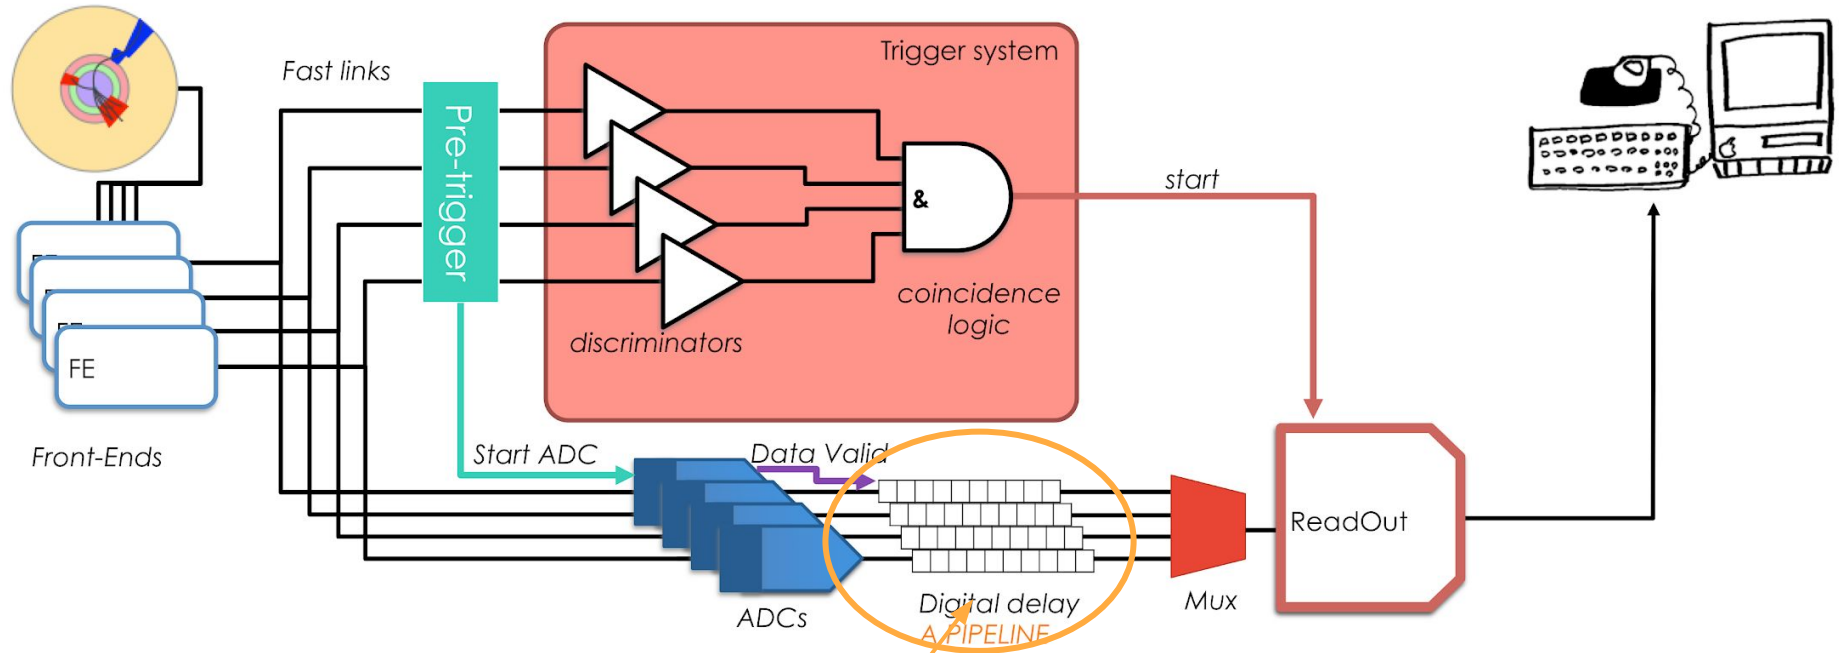 Fast links
Trigger system
Pre-trigger
&
start
coincidence
logic
discriminators
FE
Front-Ends
Start ADC
Data Valid
ReadOut
Digital delay
A PIPELINE
Mux
ADCs